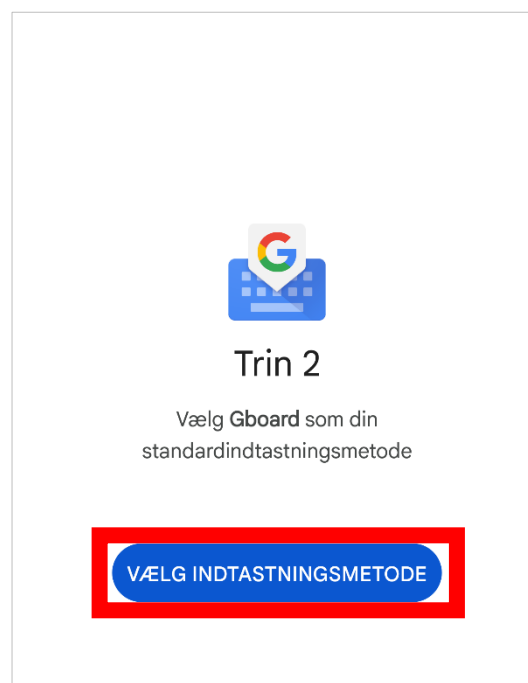 Trin 2
Vælg Gboard som din
standardindtastningsmetode
VÆLG INDTASTNINGSMETODE